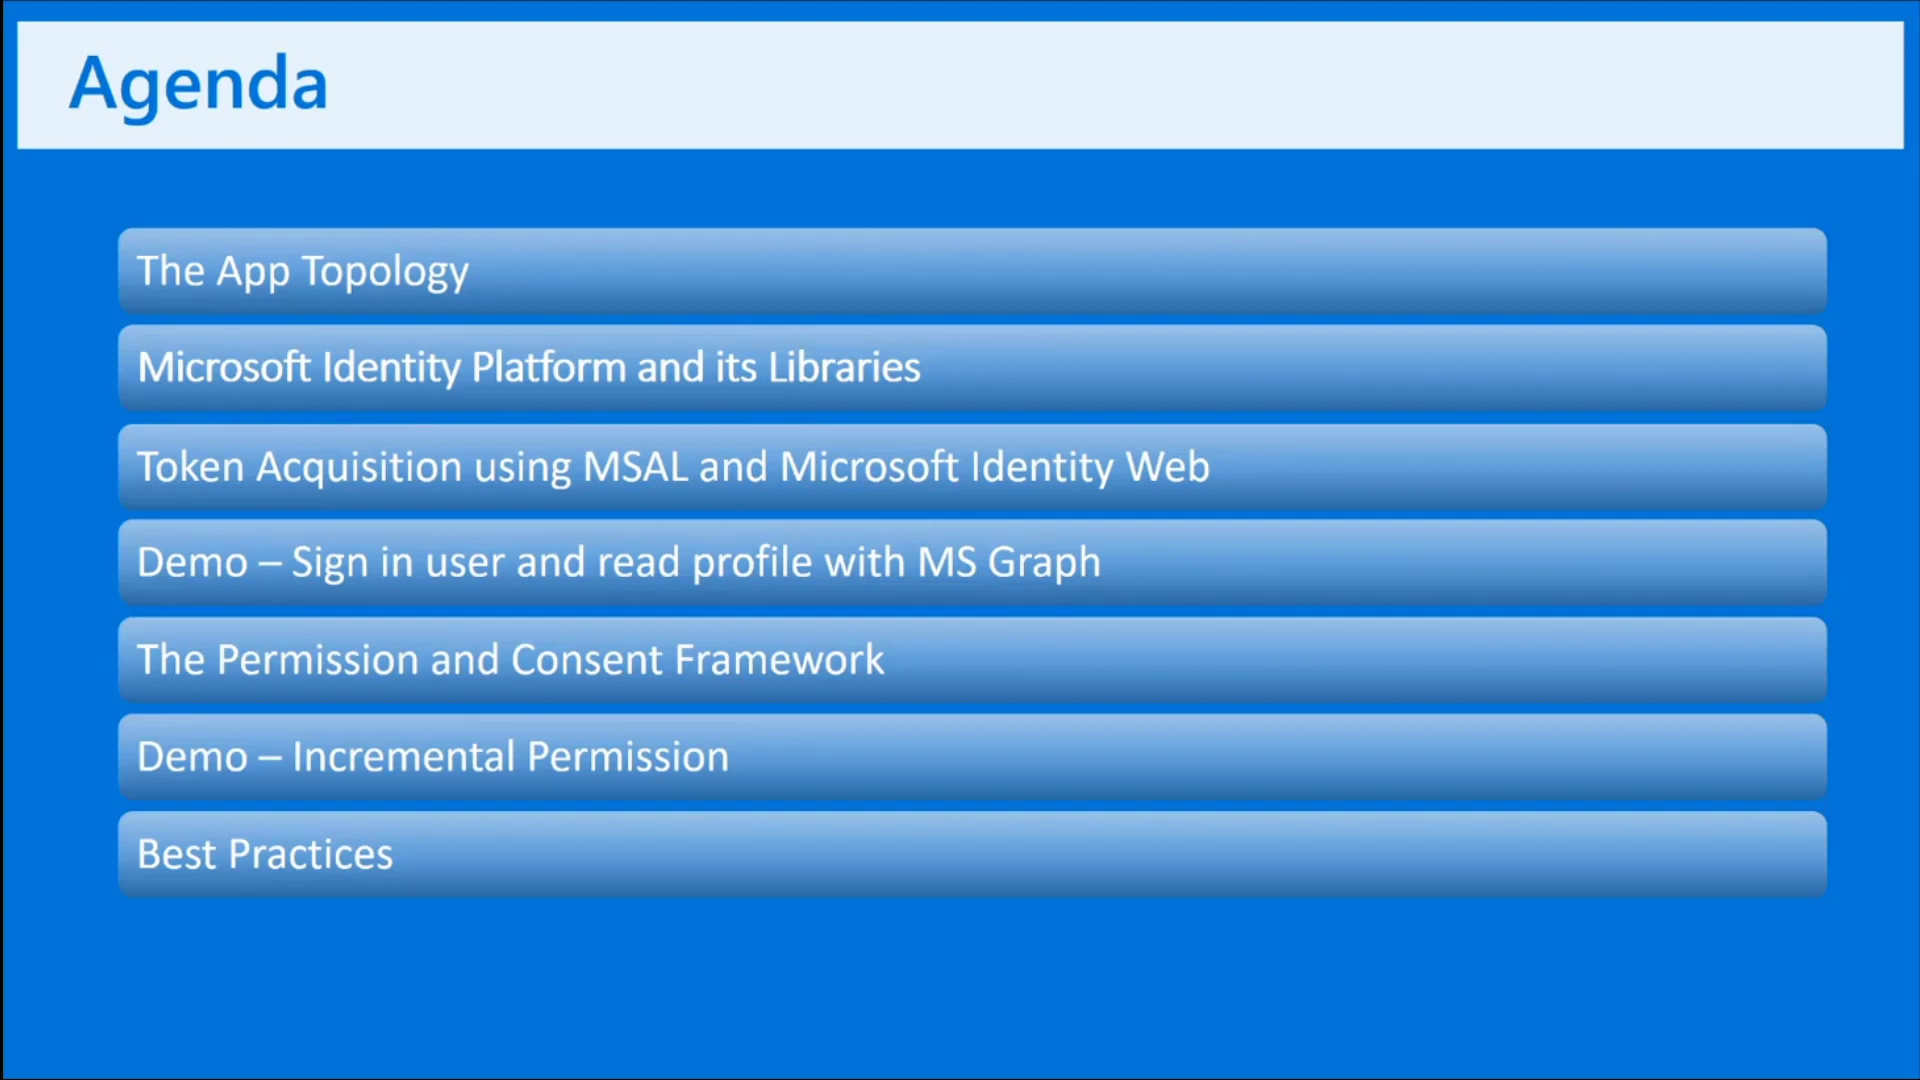 Agenda
The App Topology
Microsoft Identity Platform and its Libraries
Token Acquisition using MSAL and Microsoft Identity Web
Demo – Sign in user and read profile with MS Graph
The Permission and Consent Framework
Demo – Incremental Permission
Best Practices